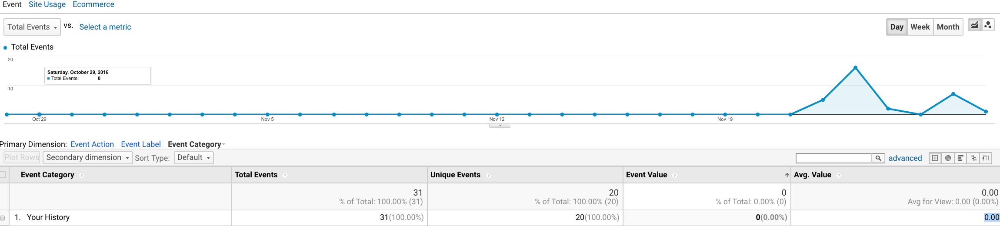 Event Site Usage Ecommerce
Total Events vs. Select a metric Day Week Month
Total Events
20
Saturday, October 29, 2016
Total Events: 0
10
Oct 29 Nov 5 Nov 12 Nov 19
Primary Dimension: Event Action Event Label Event Category
Plot Rows Secondary dimension Sort Type: Default advanced
Event Category ? Total Events ? Unique Events ? Event Value ? Avg. Value ?
31 20 0 0.00
% of Total: 100.00% (31) % of Total: 100.00% (20) % of Total: 0.00% (0) Avg for View: 0.00 (0.00%)
1. Your History 31(100.00%) 20(100.00%) 0(0.00%) 0.00